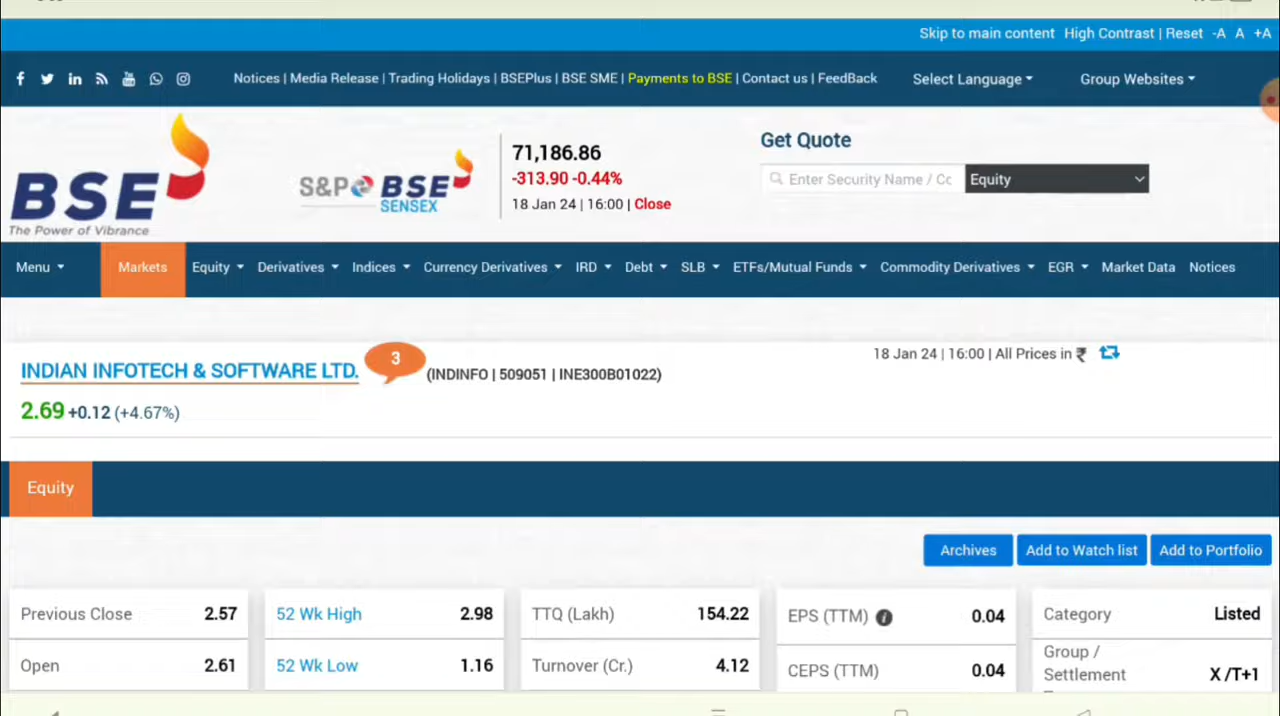 Skip to main content High Contrast | Reset -A A +A
Notices | Media Release | Trading Holidays | BSEPlus | BSE SME | Payments to BSE | Contact us | FeedBack Select Language Group Websites
BSE
The Power of Vibrance
S&P BSE
SENSEX
71,186.86
-313.90 -0.44%
18 Jan 24 | 16:00 | Close
Get Quote
Enter Security Name / Cc Equity
Menu Markets Equity Derivatives Indices Currency Derivatives IRD Debt SLB ETFs/Mutual Funds Commodity Derivatives EGR Market Data Notices
18 Jan 24 | 16:00 | All Prices in ₹
INDIAN INFOTECH & SOFTWARE LTD. 3 (INDINFO | 509051 | INE300B01022)
2.69 +0.12 (+4.67%)
Equity
Archives Add to Watch list Add to Portfolio
Previous Close 2.57 52 Wk High 2.98 TTQ (Lakh) 154.22 EPS (TTM) i 0.04 Category Listed
Open 2.61 52 Wk Low 1.16 Turnover (Cr.) 4.12 CEPS (TTM) 0.04 Group /
Settlement X /T+1